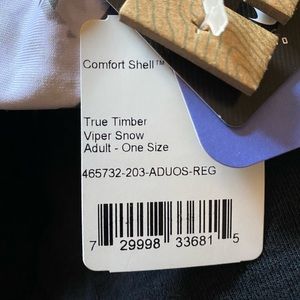 Comfort Shell™
True Timber
Viper Snow
Adult - One Size
465732-203-ADUOS-REG
7 29998 33681 5